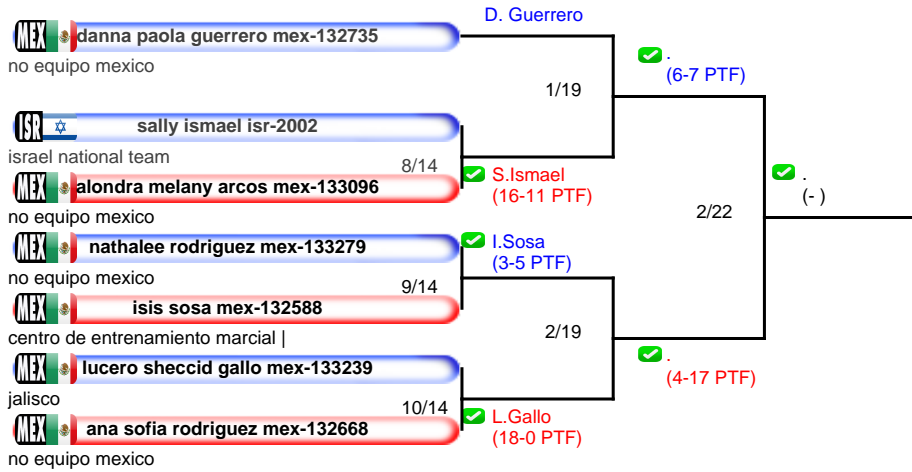 D. Guerrero
MEX danna paola guerrero mex-132735
no equipo mexico
.
(6-7 PTF)
1/19
ISR sally ismael isr-2002
israel national team
8/14
S.Ismael
(16-11 PTF)
MEX alondra melany arcos mex-133096
no equipo mexico
.
(- )
2/22
MEX nathalee rodriguez mex-133279
no equipo mexico
I.Sosa
(3-5 PTF)
9/14
MEX isis sosa mex-132588
centro de entrenamiento marcial |
2/19
.
(4-17 PTF)
MEX lucero sheccid gallo mex-133239
jalisco
10/14
L.Gallo
(18-0 PTF)
MEX ana sofia rodriguez mex-132668
no equipo mexico